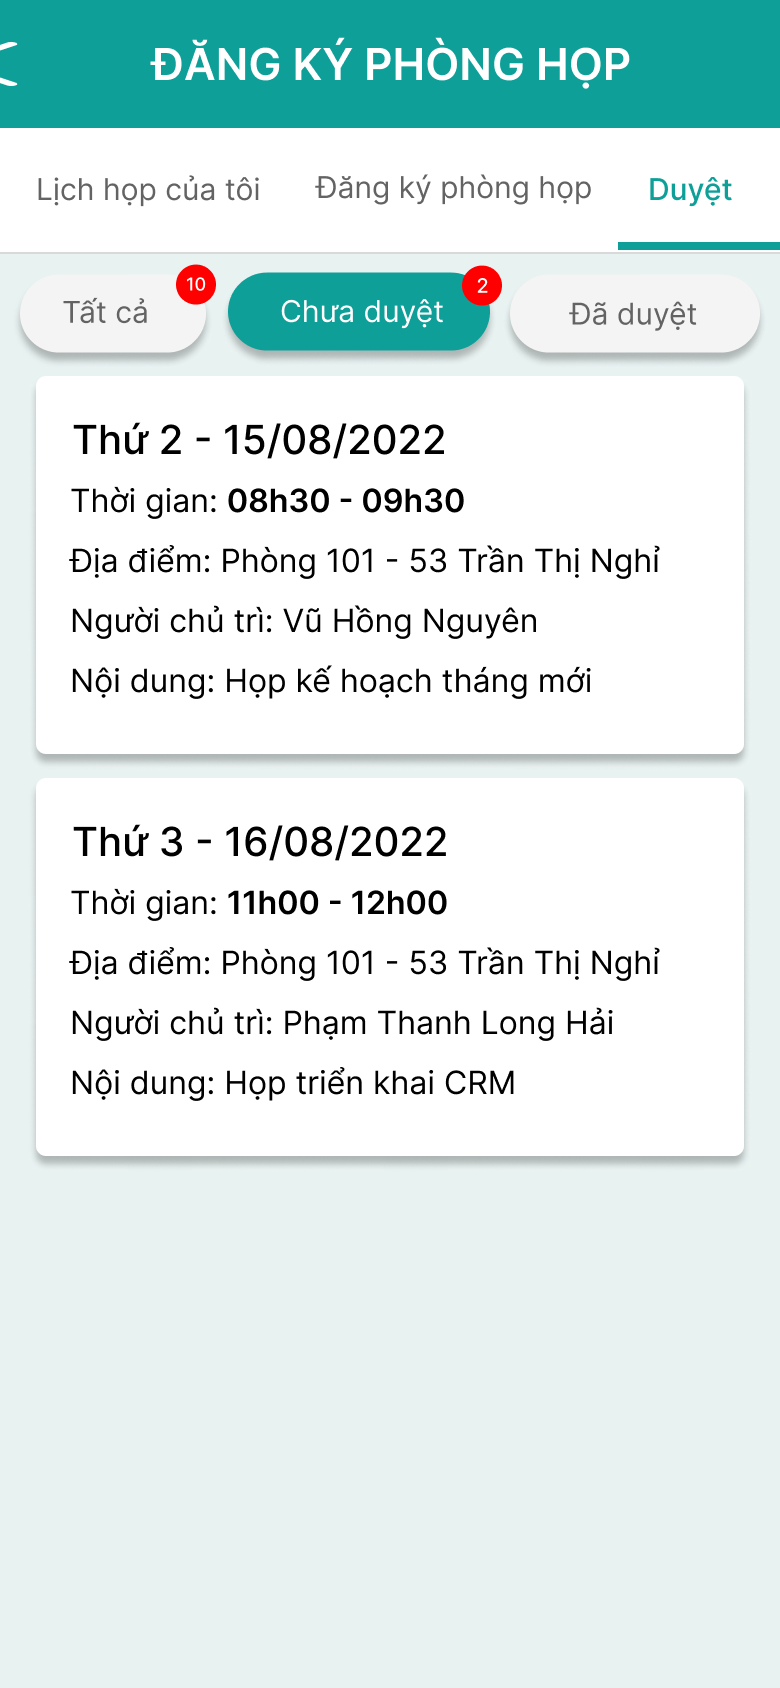 ĐĂNG KÝ PHÒNG HỌP
Lịch họp của tôi
Đăng ký phòng họp
Duyệt
Tất cả
10
Chưa duyệt
2
Đã duyệt
Thứ 2 - 15/08/2022
Thời gian: 08h30 - 09h30
Địa điểm: Phòng 101 - 53 Trần Thị Nghỉ
Người chủ trì: Vũ Hồng Nguyên
Nội dung: Họp kế hoạch tháng mới
Thứ 3 - 16/08/2022
Thời gian: 11h00 - 12h00
Địa điểm: Phòng 101 - 53 Trần Thị Nghỉ
Người chủ trì: Phạm Thanh Long Hải
Nội dung: Họp triển khai CRM